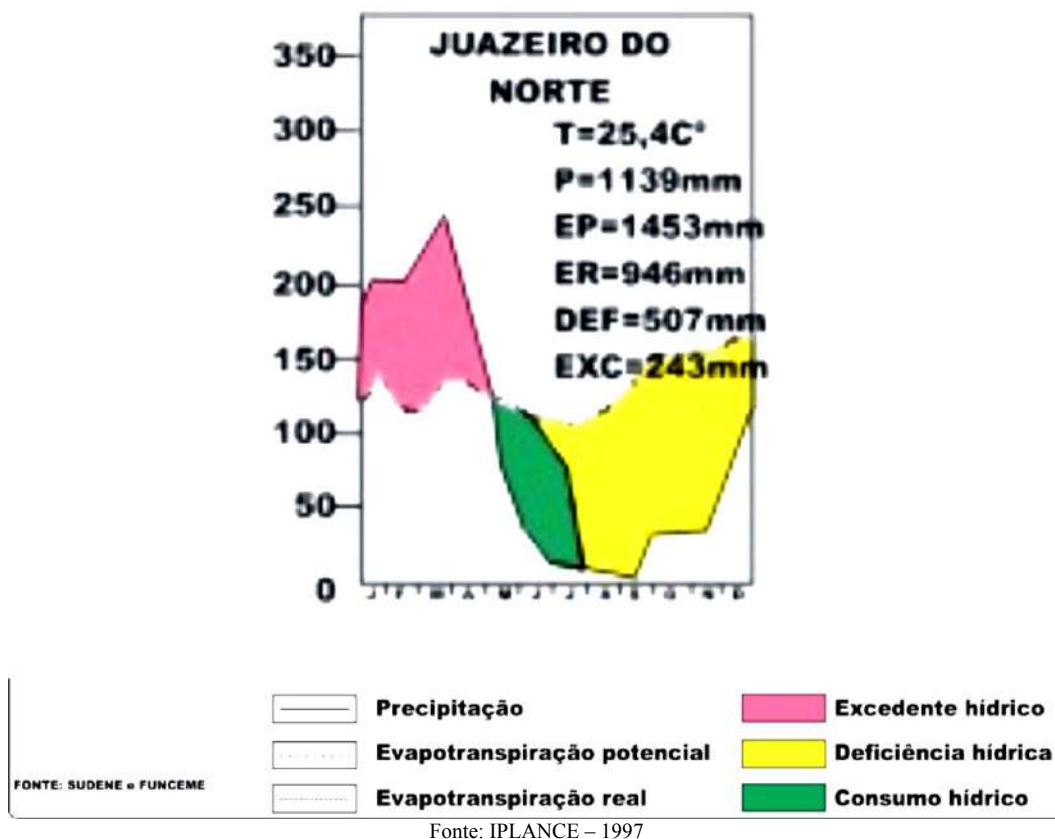 JUAZEIRO DO
NORTE
350
300
250
200
150
100
50
0
T=25,4C°
P=1139mm
EP=1453mm
ER=946mm
DEF=507mm
EXC=243mm
J F M A M J J A S O N D
Precipitação
Evapotranspiração potencial
Evapotranspiração real
Excedente hídrico
Deficiência hídrica
Consumo hídrico
FONTE: SUDENE e FUNCEME
Fonte: IPLANCE – 1997